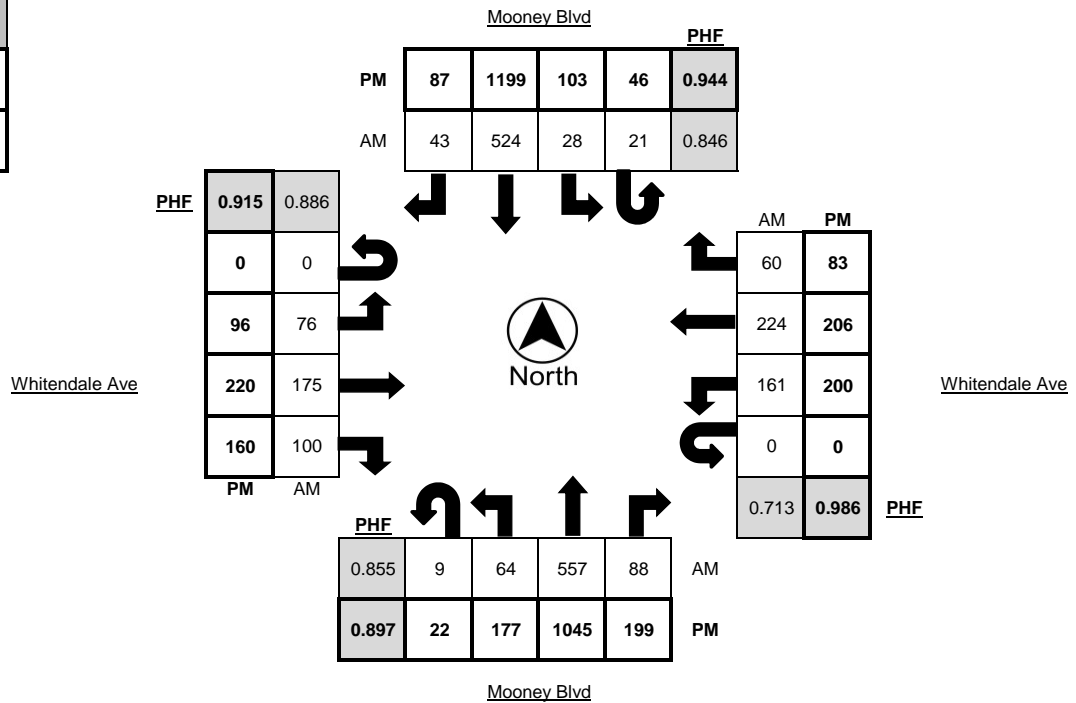 Mooney Blvd
PHF
PM 87 1199 103 46 0.944
AM 43 524 28 21 0.846
PHF 0.915 0.886
AM PM
0 0
60 83
96 76
224 206
North
Whitendale Ave
220 175
161 200
Whitendale Ave
160 100
0 0
PM AM
0.713 0.986 PHF
PHF
0.855 9 64 557 88 AM
0.897 22 177 1045 199 PM
Mooney Blvd